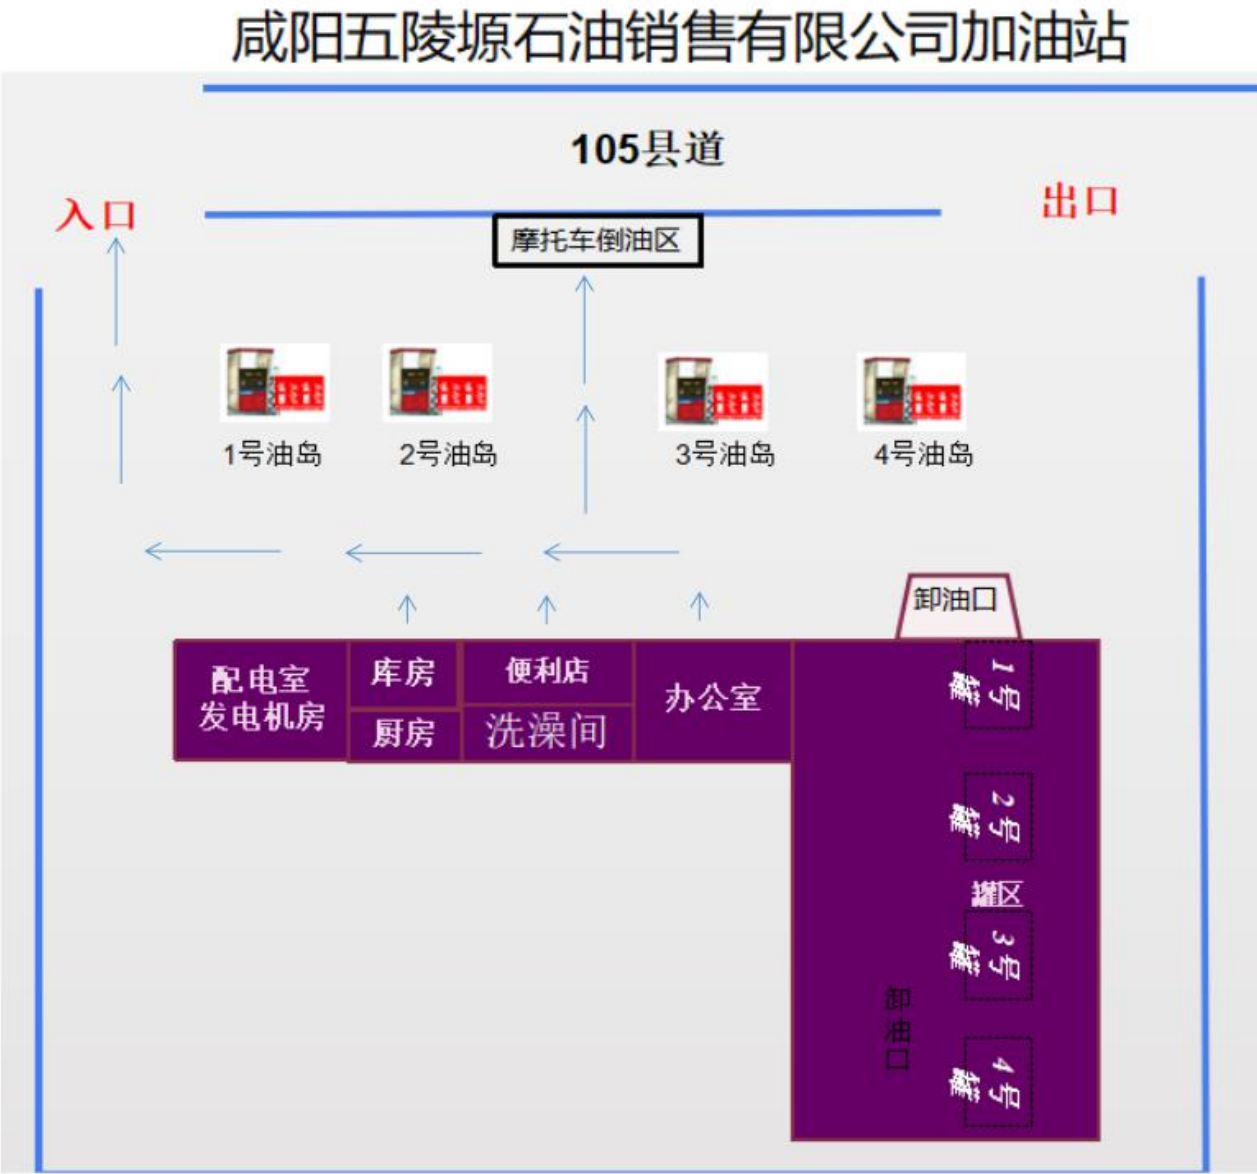 咸阳五陵塬石油销售有限公司加油站
105县道
入口
出口
摩托车倒油区
1号油岛
2号油岛
3号油岛
4号油岛
卸油口
配电室
发电机房
库房
厨房
便利店
洗澡间
办公室
1号
罐
2号
罐
罐区
3号
罐
卸油口
4号
罐